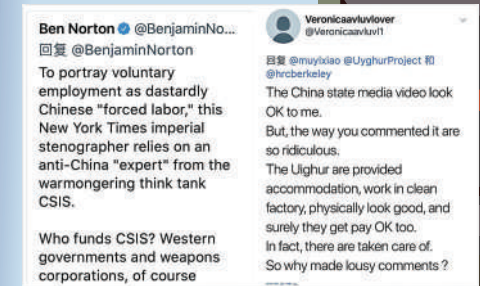 Ben Norton @BenjaminNo...
回复 @BenjaminNorton
To portray voluntary
employment as dastardly
Chinese "forced labor," this
New York Times imperial
stenographer relies on an
anti-China "expert" from the
warmongering think tank
CSIS.
Who funds CSIS? Western
governments and weapons
corporations, of course
Veronicaavluvlover
@Veronicaavluvl1
回复 @muyixiao @UyghurProject 和
@hrcberkeley
The China state media video look
OK to me.
But, the way you commented it are
so ridiculous.
The Uighur are provided
accommodation, work in clean
factory, physically look good, and
surely they get pay OK too.
In fact, there are taken care of.
So why made lousy comments ?